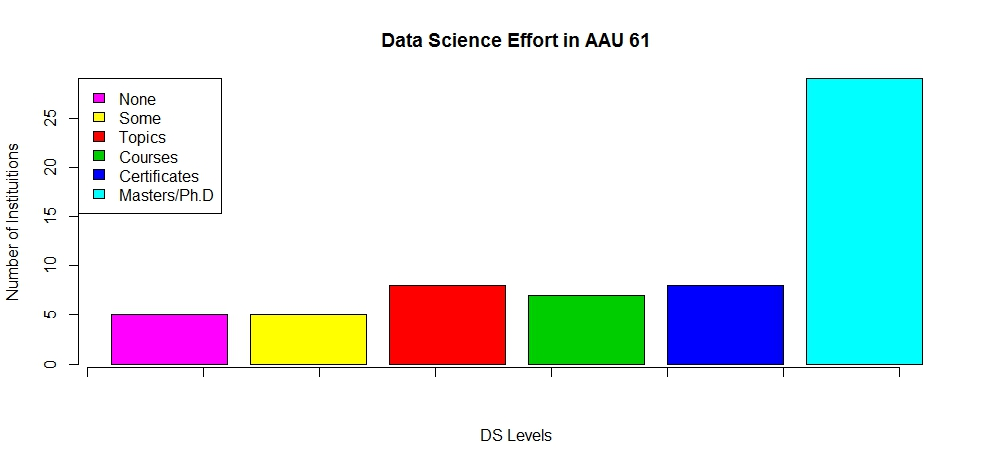 Data Science Effort in AAU 61
None
Some
Topics
Courses
Certificates
Masters/Ph.D
Number of Instituitions
25
20
15
10
5
0
DS Levels